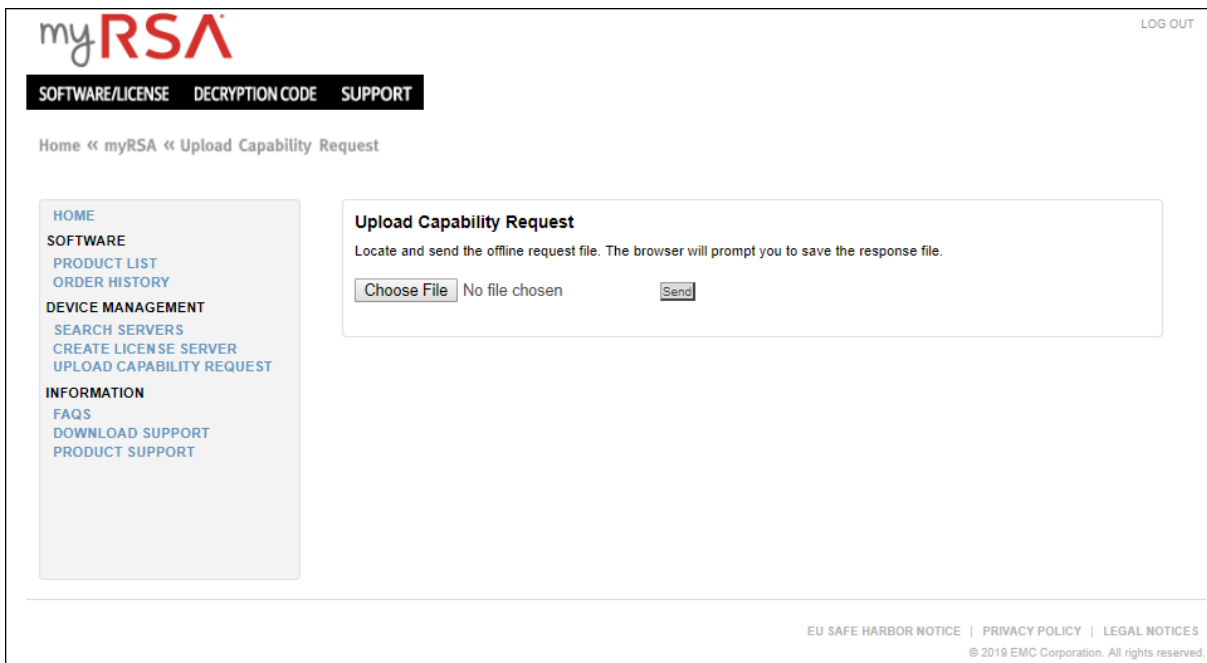 myRSA
LOG OUT
SOFTWARE/LICENSE DECRYPTION CODE SUPPORT
Home « myRSA « Upload Capability Request
HOME
SOFTWARE
PRODUCT LIST
ORDER HISTORY
DEVICE MANAGEMENT
SEARCH SERVERS
CREATE LICENSE SERVER
UPLOAD CAPABILITY REQUEST
INFORMATION
FAQS
DOWNLOAD SUPPORT
PRODUCT SUPPORT
Upload Capability Request
Locate and send the offline request file. The browser will prompt you to save the response file.
Choose File No file chosen Send
EU SAFE HARBOR NOTICE | PRIVACY POLICY | LEGAL NOTICES
© 2019 EMC Corporation. All rights reserved.